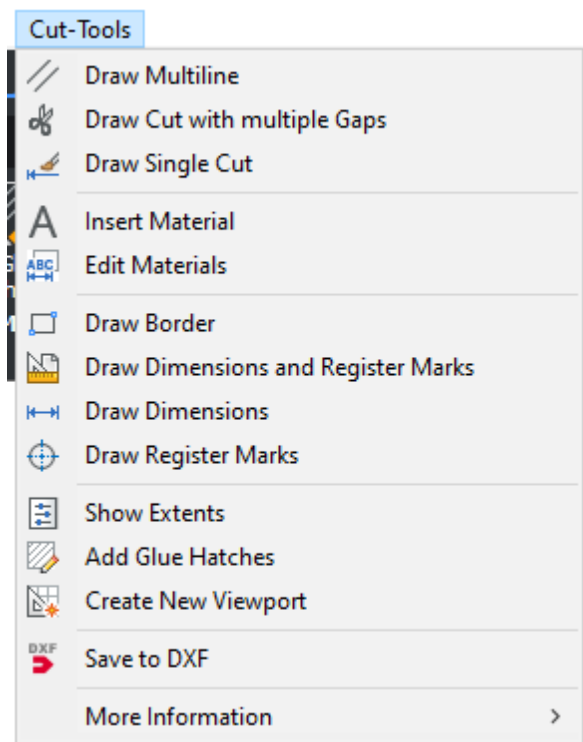 Cut-Tools
Draw Multiline
Draw Cut with multiple Gaps
Draw Single Cut
A Insert Material
ABC Edit Materials
Draw Border
Draw Dimensions and Register Marks
Draw Dimensions
Draw Register Marks
Show Extents
Add Glue Hatches
Create New Viewport
DXF Save to DXF
More Information